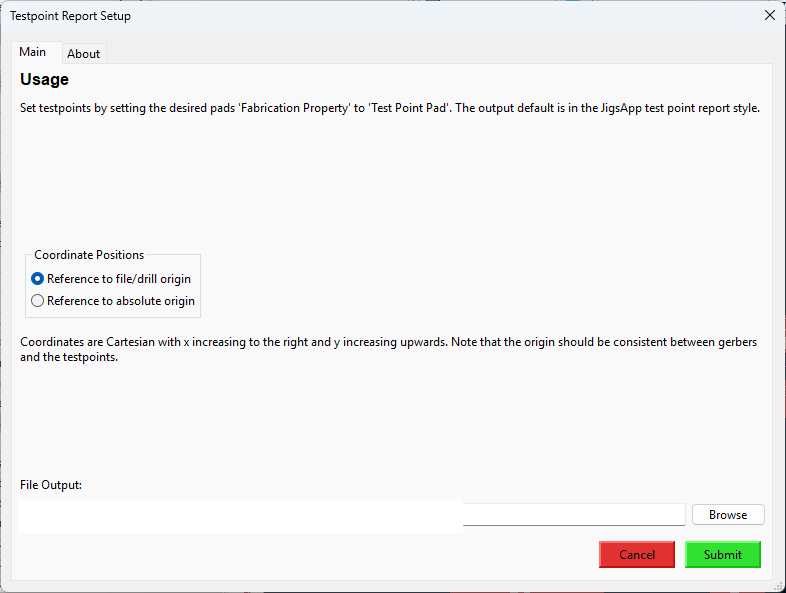 Testpoint Report Setup
Main
About
Usage
Set testpoints by setting the desired pads 'Fabrication Property' to 'Test Point Pad'. The output default is in the JigsApp test point report style.
Coordinate Positions
Reference to file/drill origin
Reference to absolute origin
Coordinates are Cartesian with x increasing to the right and y increasing upwards. Note that the origin should be consistent between gerbers
and the testpoints.
File Output:
Browse
Cancel
Submit